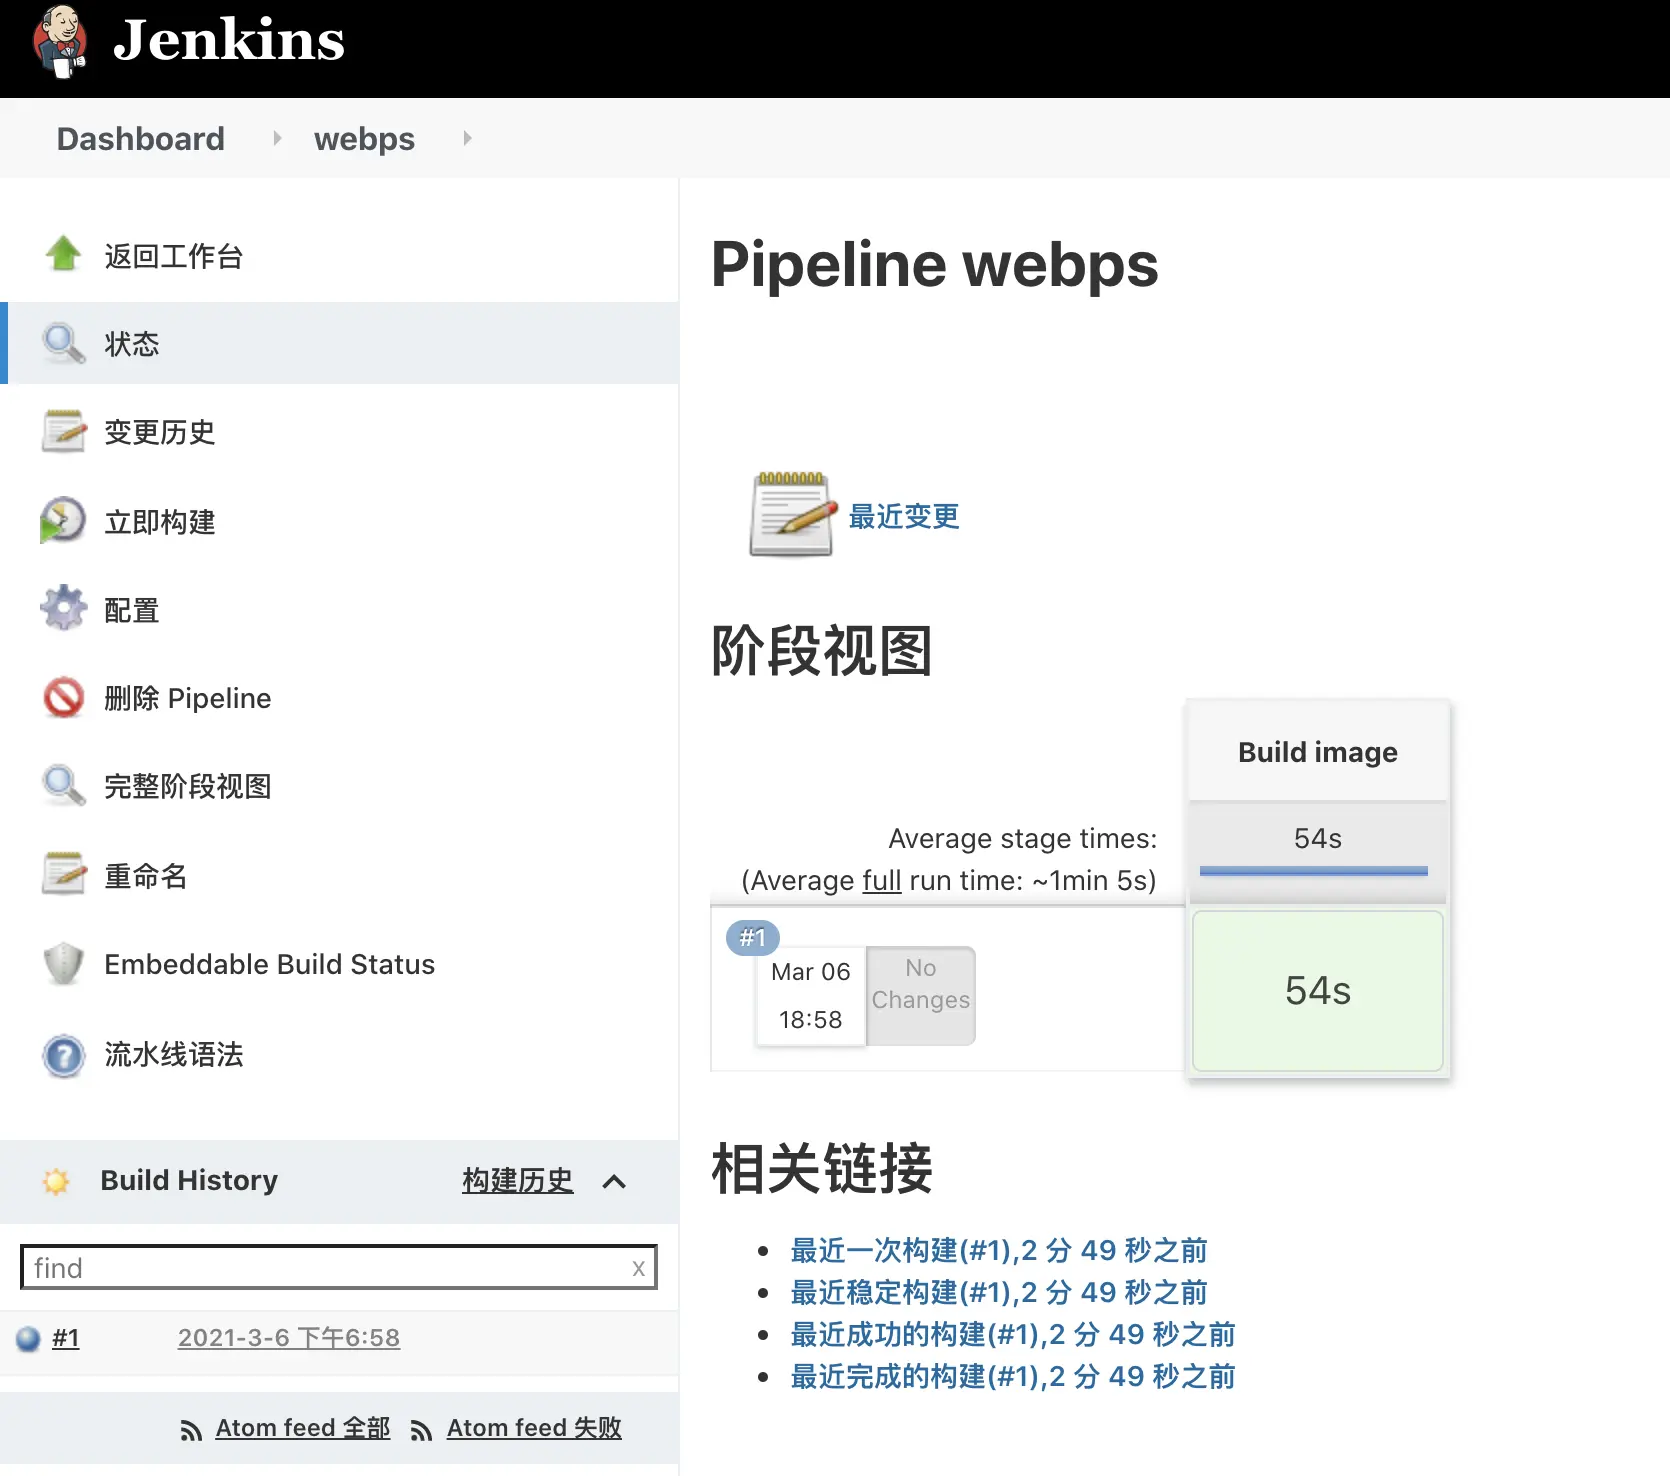 Jenkins
Dashboard
webps
返回工作台
状态
变更历史
立即构建
配置
删除 Pipeline
完整阶段视图
重命名
Embeddable Build Status
流水线语法
Build History
构建历史
find
x
#1
2021-3-6 下午6:58
Atom feed 全部
Atom feed 失败
Pipeline webps
最近变更
阶段视图
Build image
Average stage times:
54s
(Average full run time: ~1min 5s)
#1
Mar 06
18:58
No
Changes
54s
相关链接
最近一次构建(#1),2 分 49 秒之前
最近稳定构建(#1),2 分 49 秒之前
最近成功的构建(#1),2 分 49 秒之前
最近完成的构建(#1),2 分 49 秒之前